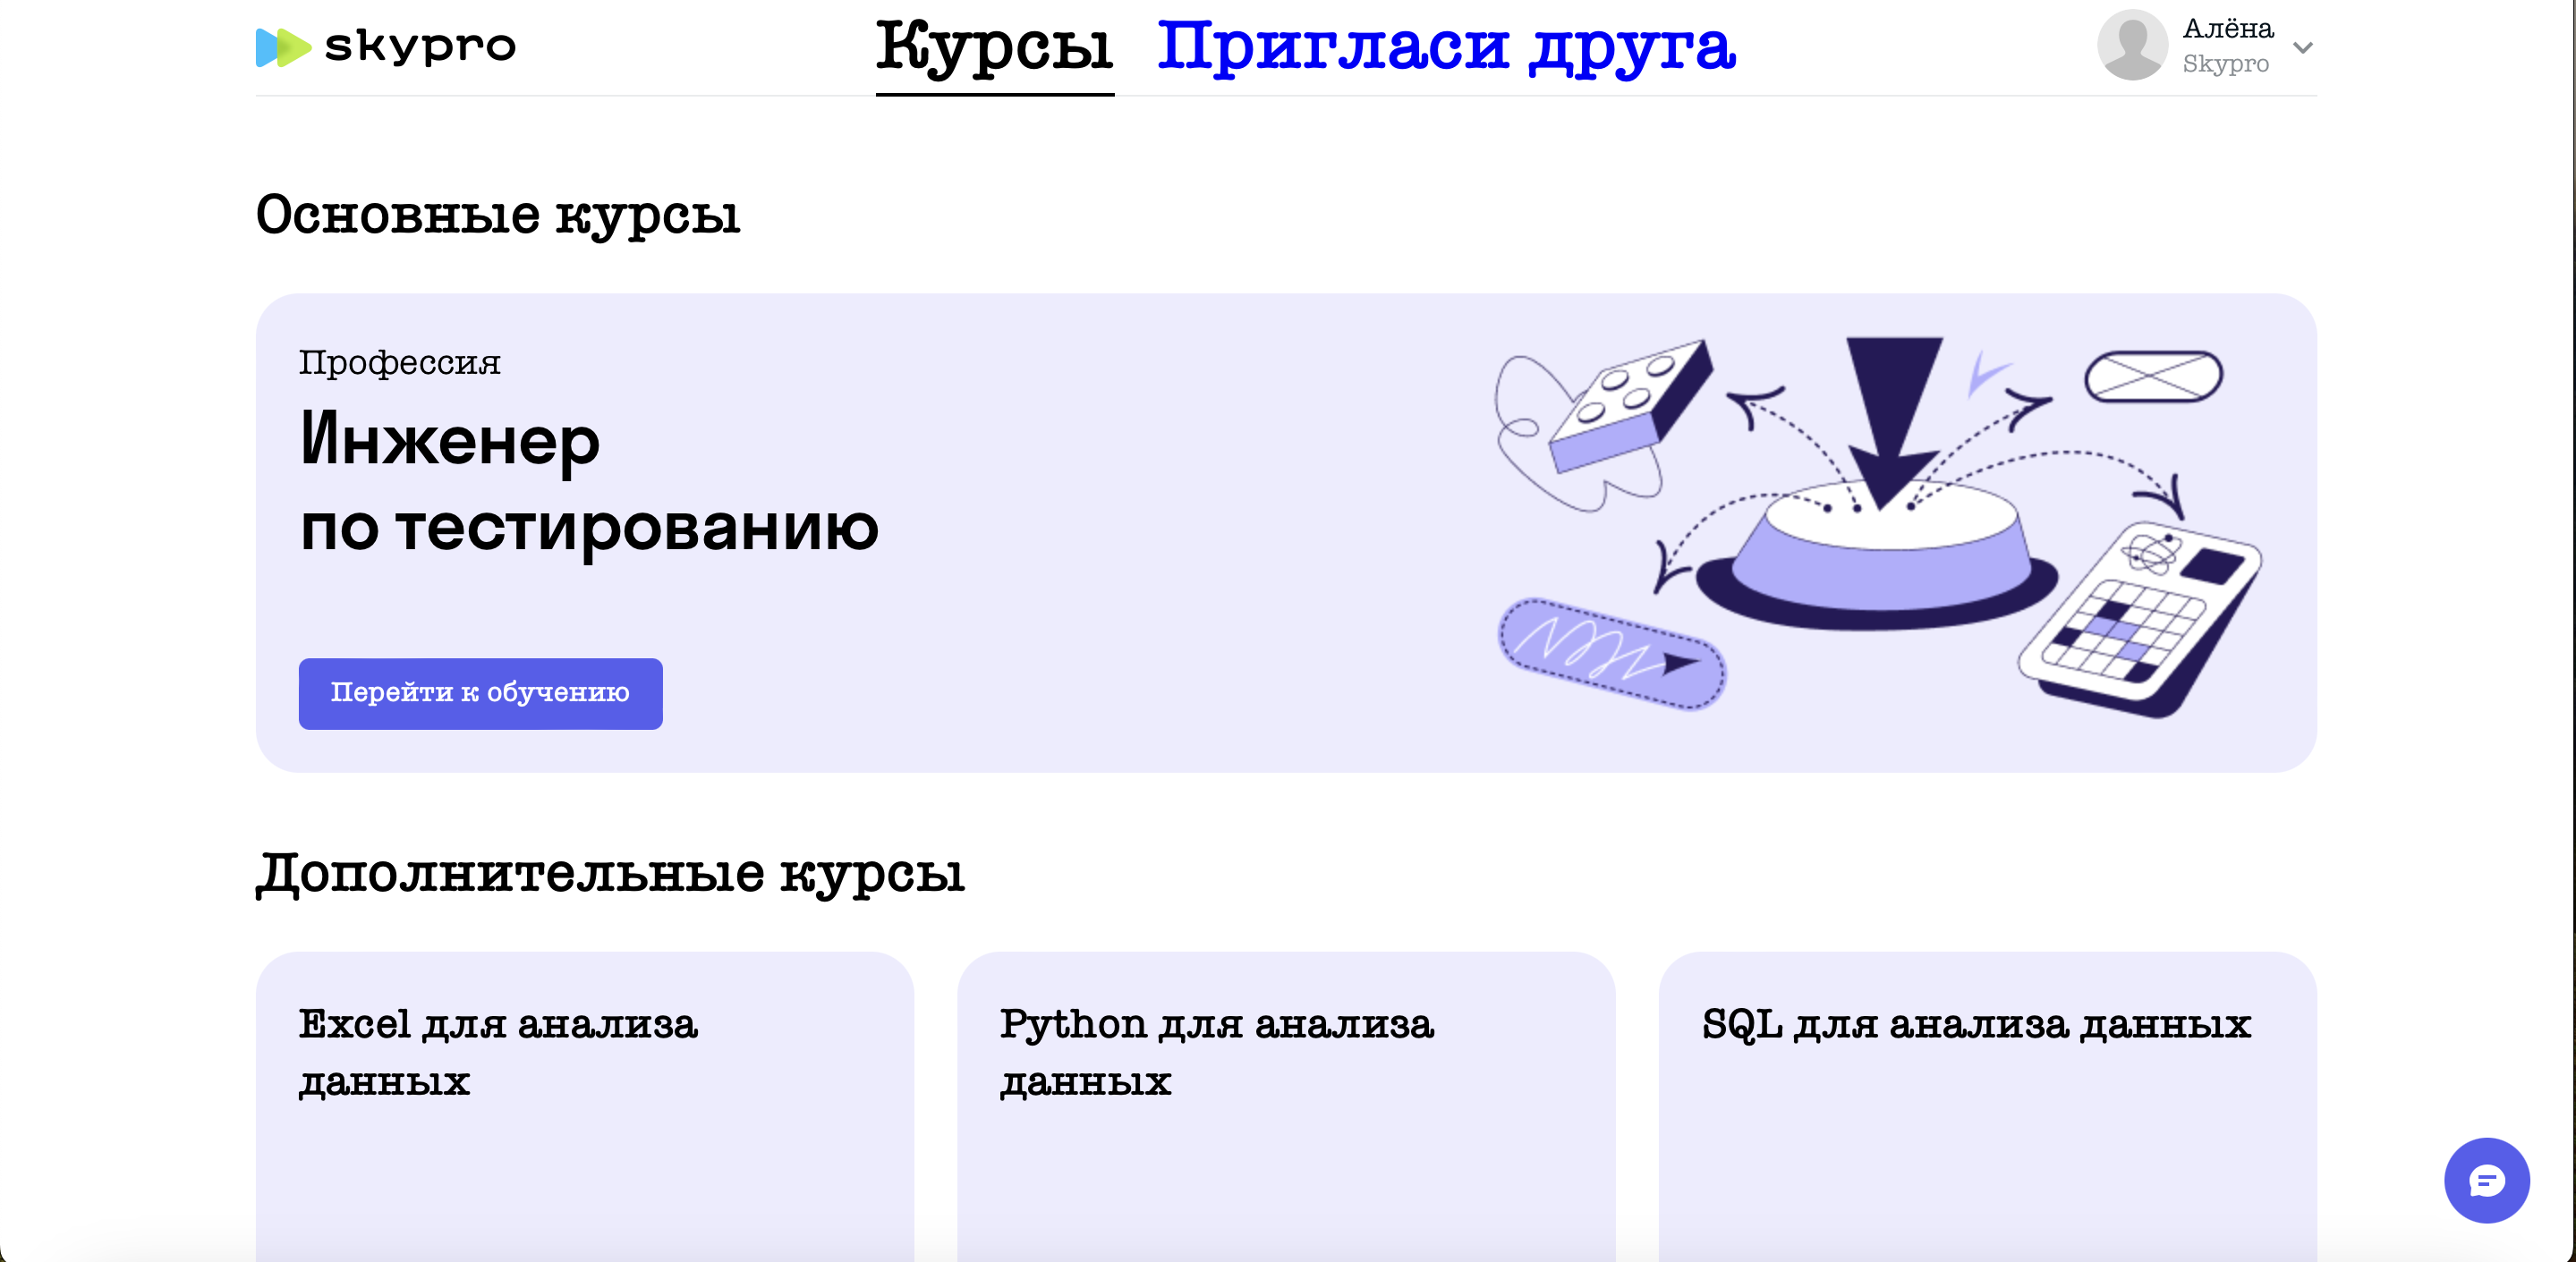 skypro
Курсы Пригласи друга
Алёна
Skypro
Основные курсы
Профессия
Инженер
по тестированию
Перейти к обучению
Дополнительные курсы
Excel для анализа
данных
Python для анализа
данных
SQL для анализа данных